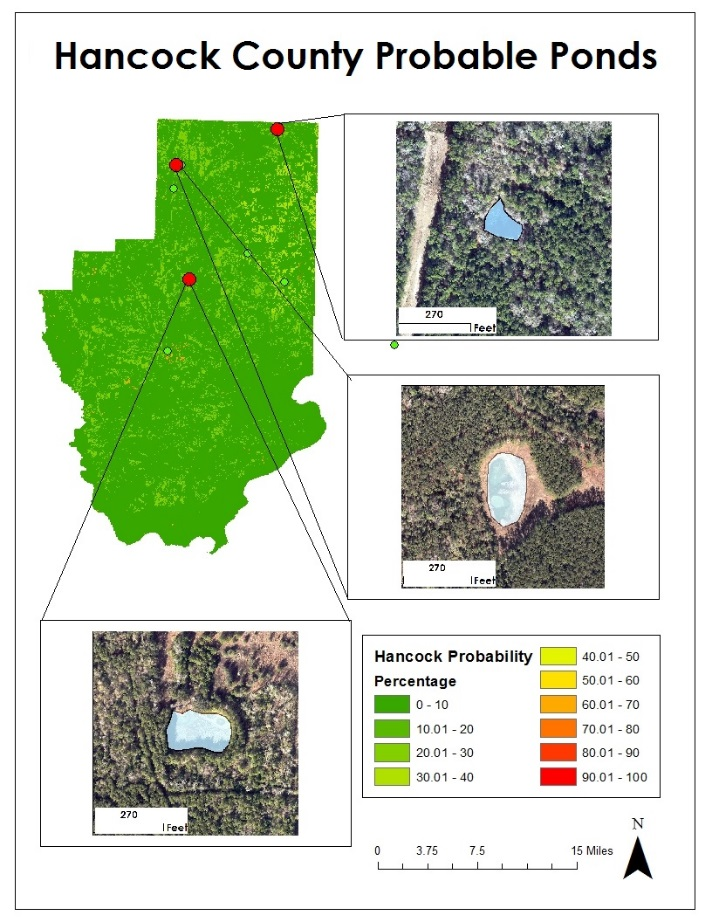 Hancock County Probable Ponds
270
Feet
270
Feet
270
Feet
Hancock Probability
Percentage
0 - 10
10.01 - 20
20.01 - 30
30.01 - 40
40.01 - 50
50.01 - 60
60.01 - 70
70.01 - 80
80.01 - 90
90.01 - 100
0 3.75 7.5 15 Miles
N